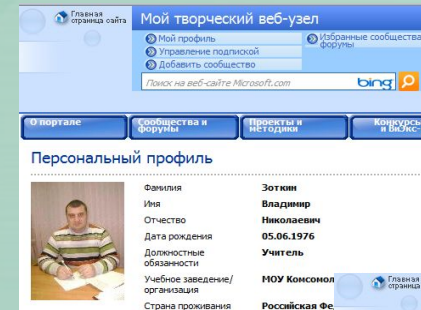 Главная
страница сайта
Мой творческий веб-узел
Мой профиль
Избранные сообщества
форумы
Управление подпиской
Добавить сообщество
Поиск на веб-сайте Microsoft.com
bing
О портале
Сообщества и
форумы
Проекты и
методики
Конкурсы
Персональный профиль
Фамилия Зоткин
Имя Владимир
Отчество Николаевич
Дата рождения 05.06.1976
Должностные Учитель
обязанности
Учебное заведение/ МОУ Комсомол
организация
Главная
страница
Страна проживания Российская Фе